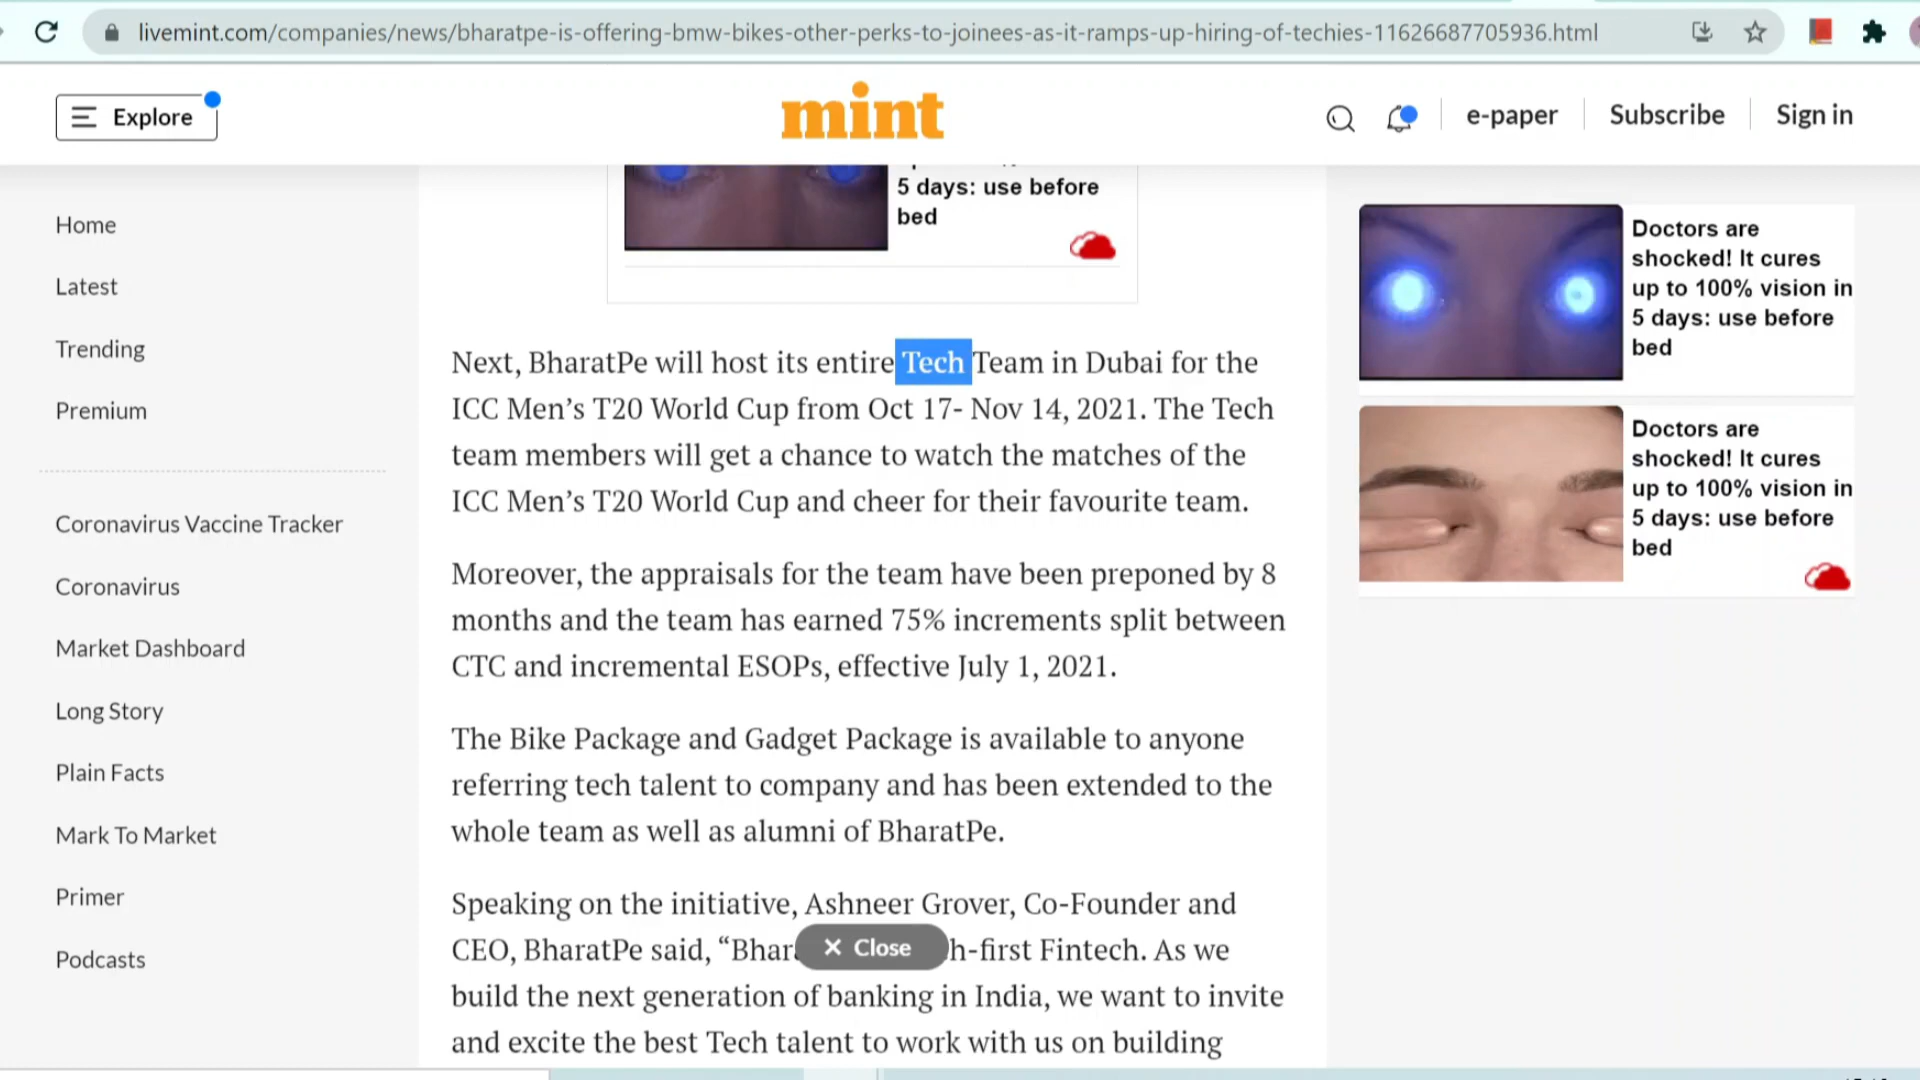 livemint.com/companies/news/bharatpe-is-offering-bmw-bikes-other-perks-to-joinees-as-it-ramps-up-hiring-of-techies-11626687705936.html
Explore
mint
e-paper
Subscribe
Sign in
Home
Latest
Trending
Premium
Coronavirus Vaccine Tracker
Coronavirus
Market Dashboard
Long Story
Plain Facts
Mark To Market
Primer
Podcasts
5 days: use before
bed
Next, BharatPe will host its entire Tech Team in Dubai for the
ICC Men’s T20 World Cup from Oct 17- Nov 14, 2021. The Tech
team members will get a chance to watch the matches of the
ICC Men’s T20 World Cup and cheer for their favourite team.
Moreover, the appraisals for the team have been preponed by 8
months and the team has earned 75% increments split between
CTC and incremental ESOPs, effective July 1, 2021.
The Bike Package and Gadget Package is available to anyone
referring tech talent to company and has been extended to the
whole team as well as alumni of BharatPe.
Speaking on the initiative, Ashneer Grover, Co-Founder and
CEO, BharatPe said, “Bhar Close h-first Fintech. As we
build the next generation of banking in India, we want to invite
and excite the best Tech talent to work with us on building
Doctors are
shocked! It cures
up to 100% vision in
5 days: use before
bed
Doctors are
shocked! It cures
up to 100% vision in
5 days: use before
bed